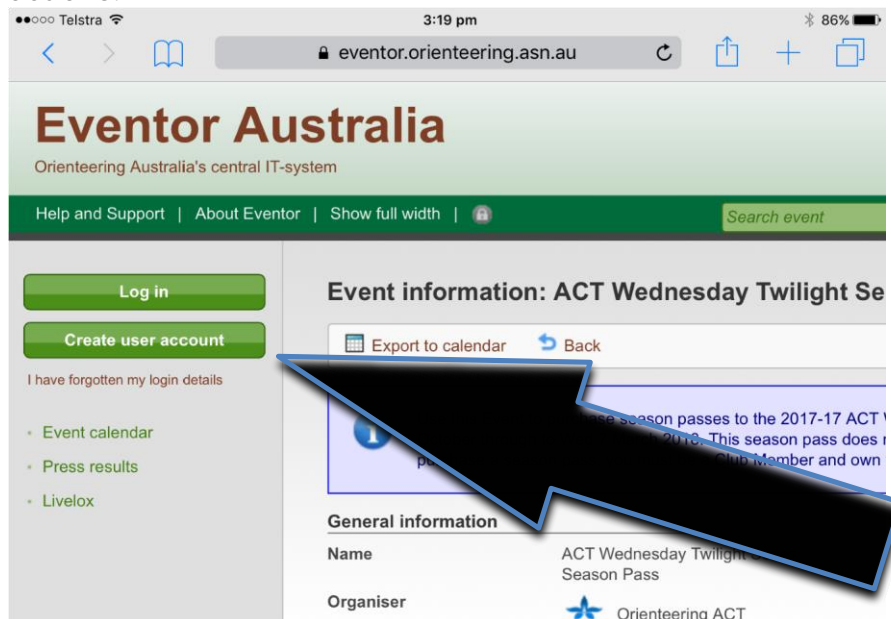 Telstra 3:19 pm 86%
eventor.orienteering.asn.au
Eventor Australia
Orienteering Australia's central IT-system
Help and Support | About Eventor | Show full width |
Search event
Log in
Create user account
I have forgotten my login details
· Event calendar
· Press results
· Livelox
Event information: ACT Wednesday Twilight Se
Export to calendar Back
season passes to the 2017-17 ACT
This season pass does
Club Member and own
General information
Name ACT Wednesday Twilight
Season Pass
Organiser Orienteering ACT